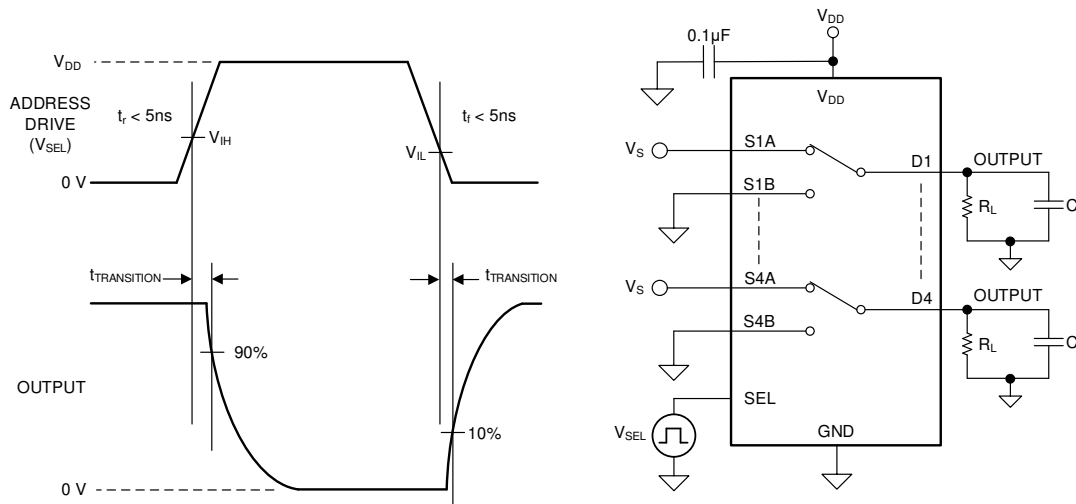 V_DD
ADDRESS
DRIVE
(V_SEL)
t_r < 5ns
t_f < 5ns
V_IH
V_IL
0 V
t_TRANSITION
t_TRANSITION
90%
OUTPUT
10%
0 V
V_DD
0.1µF
V_DD
V_S
S1A
D1
OUTPUT
S1B
R_L
C
V_S
S4A
D4
OUTPUT
S4B
R_L
C
SEL
V_SEL
GND